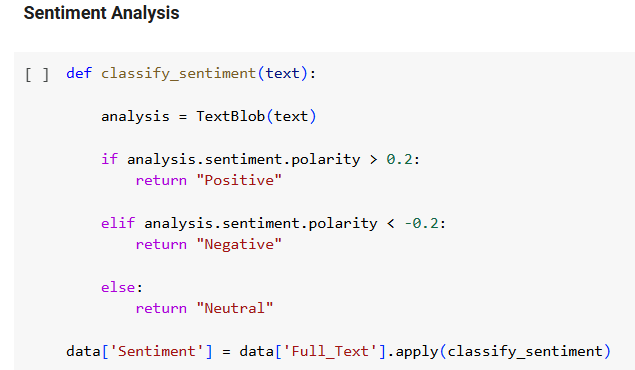 Sentiment Analysis
[ ] def classify_sentiment(text):
analysis = TextBlob(text)
if analysis.sentiment.polarity > 0.2:
return "Positive"
elif analysis.sentiment.polarity < -0.2:
return "Negative"
else:
return "Neutral"
data['Sentiment'] = data['Full_Text'].apply(classify_sentiment)